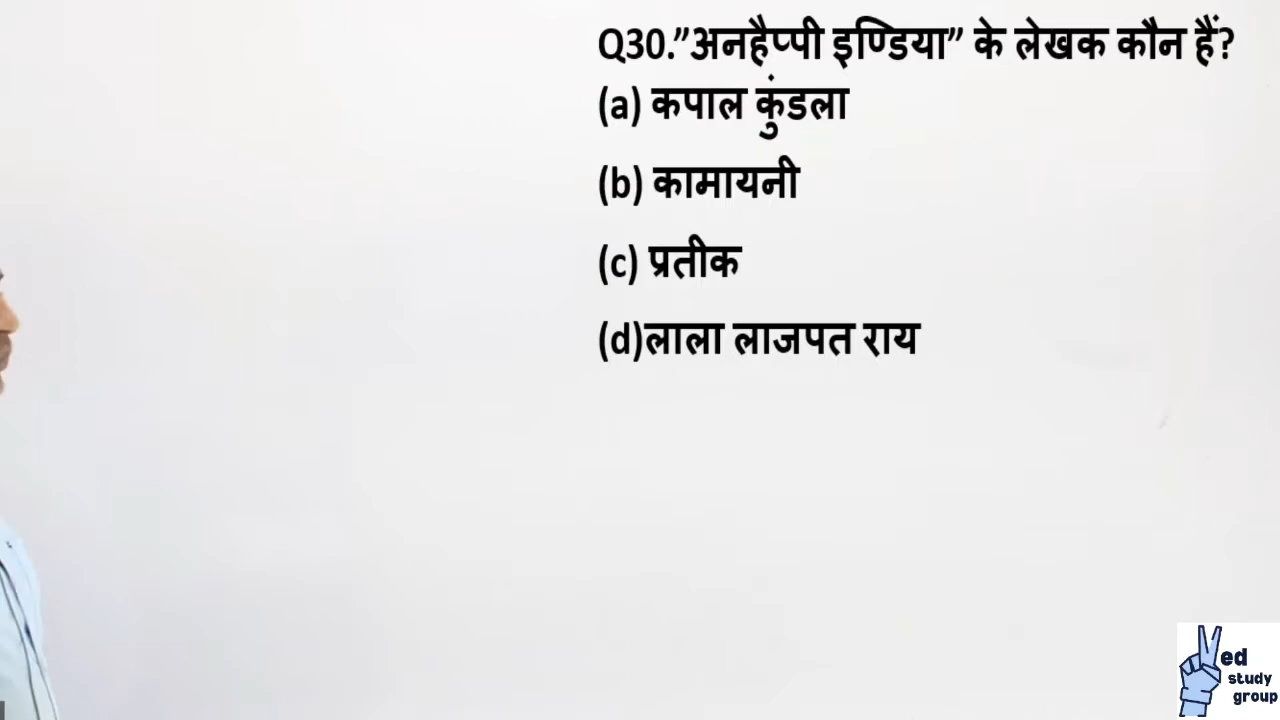 Q30.”अनहैप्पी इण्डिया” के लेखक कौन हैं?
(a) कपाल कुंडला
(b) कामायनी
(c) प्रतीक
(d)लाला लाजपत राय
ed
study
group